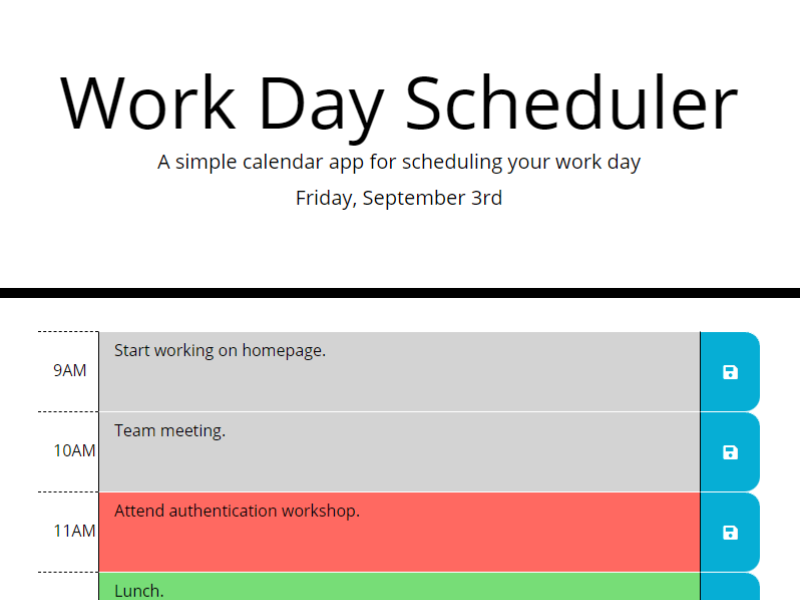 Work Day Scheduler
A simple calendar app for scheduling your work day
Friday, September 3rd
9AM
Start working on homepage.
10AM
Team meeting.
11AM
Attend authentication workshop.
Lunch.